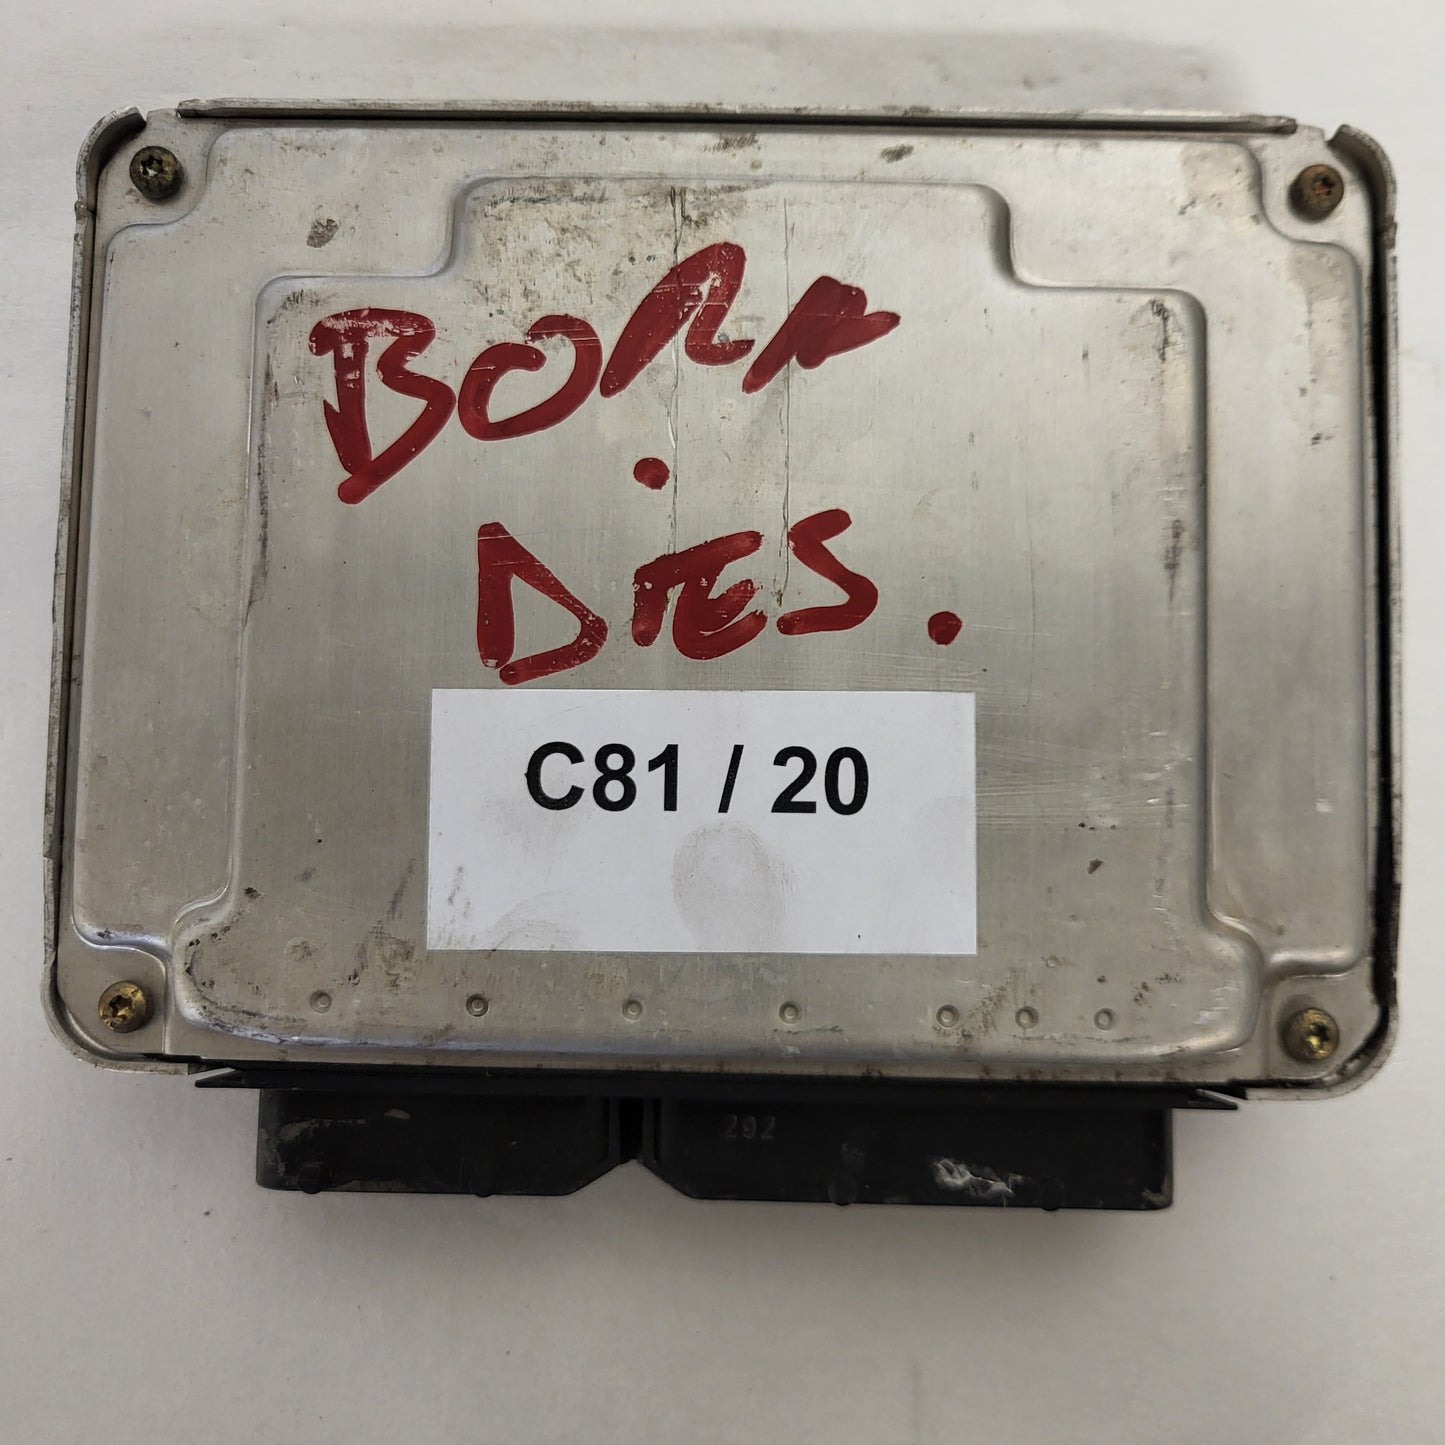 BORA
DIES.
C81 / 20
292